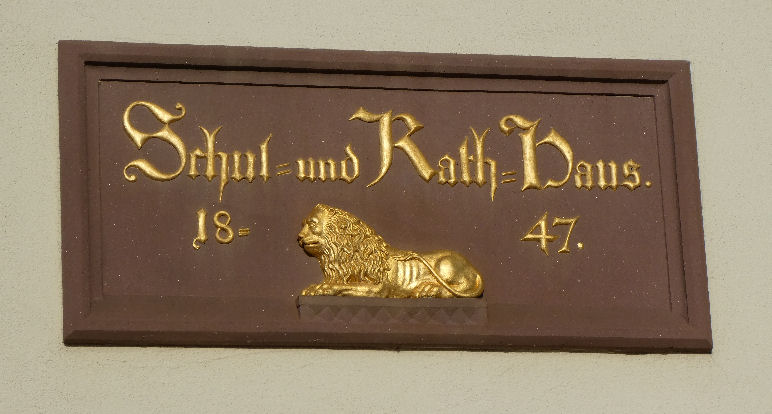 Schul=und Rath=Haus.
18= 47.